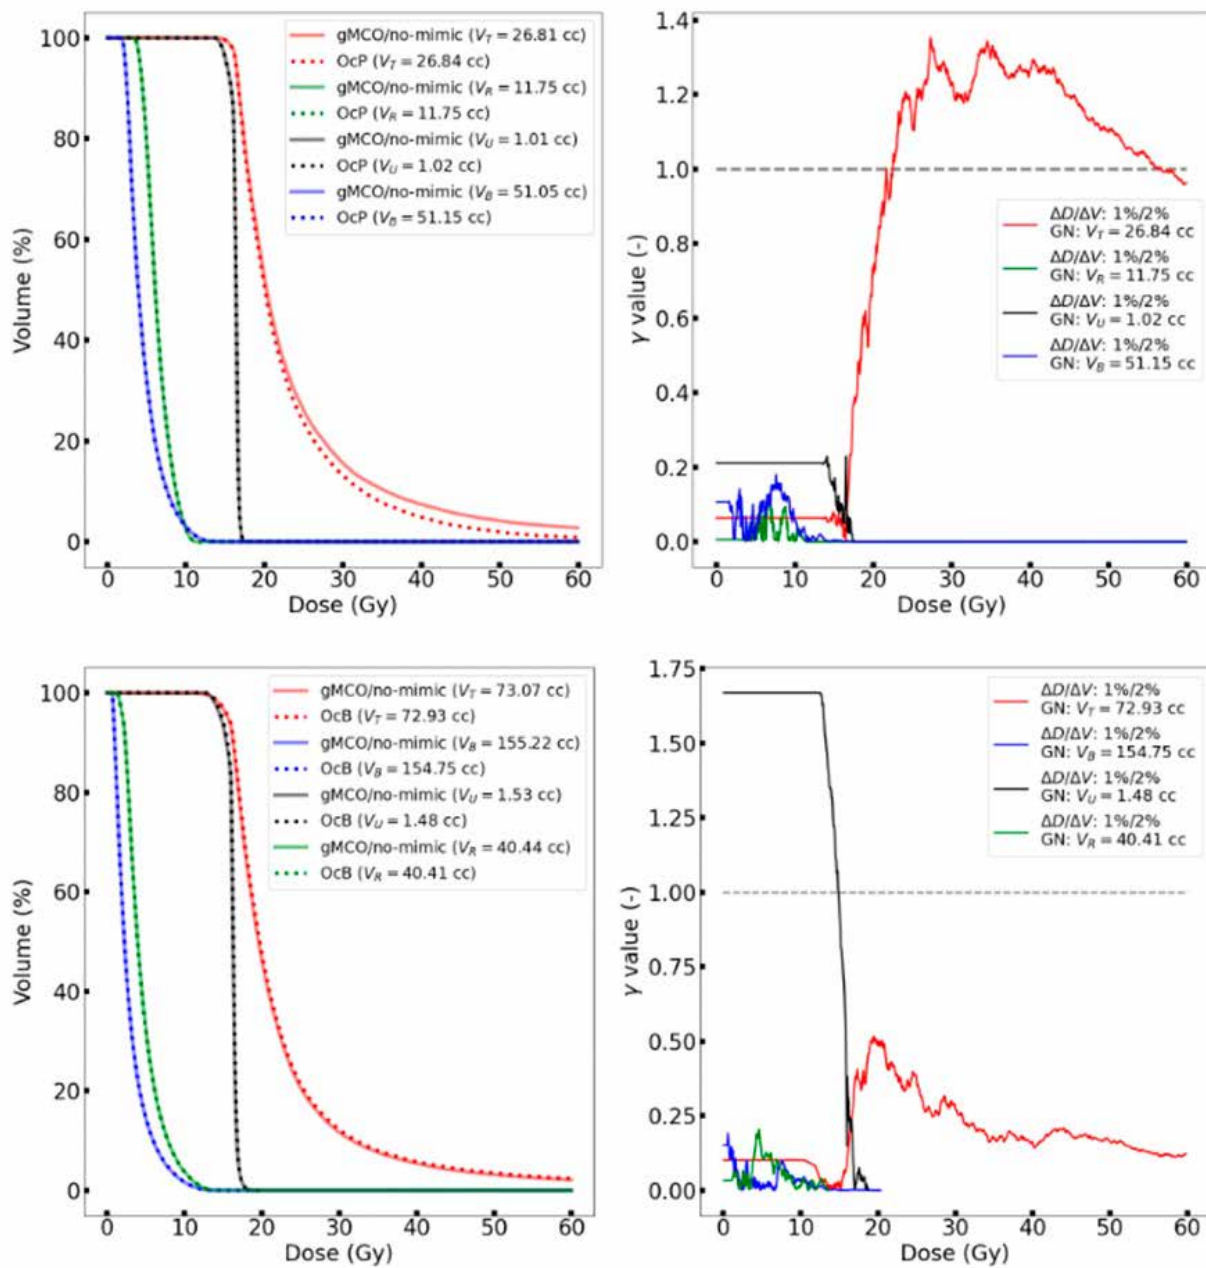 100
80
60
40
20
0
Volume (%)
gMCO/no-mimic (V_T = 26.81 cc)
OcP (V_T = 26.84 cc)
gMCO/no-mimic (V_R = 11.75 cc)
OcP (V_R = 11.75 cc)
gMCO/no-mimic (V_U = 1.01 cc)
OcP (V_U = 1.02 cc)
gMCO/no-mimic (V_B = 51.05 cc)
OcP (V_B = 51.15 cc)
0 10 20 30 40 50 60
Dose (Gy)
1.4
1.2
1.0
0.8
0.6
0.4
0.2
0.0
γ value (-)
ΔD/ΔV: 1%/2%
GN: V_T = 26.84 cc
ΔD/ΔV: 1%/2%
GN: V_R = 11.75 cc
ΔD/ΔV: 1%/2%
GN: V_U = 1.02 cc
ΔD/ΔV: 1%/2%
GN: V_B = 51.15 cc
0 10 20 30 40 50 60
Dose (Gy)
100
80
60
40
20
0
Volume (%)
gMCO/no-mimic (V_T = 73.07 cc)
OcB (V_T = 72.93 cc)
gMCO/no-mimic (V_B = 155.22 cc)
OcB (V_B = 154.75 cc)
gMCO/no-mimic (V_U = 1.53 cc)
OcB (V_U = 1.48 cc)
gMCO/no-mimic (V_R = 40.44 cc)
OcB (V_R = 40.41 cc)
0 10 20 30 40 50 60
Dose (Gy)
1.75
1.50
1.25
1.00
0.75
0.50
0.25
0.00
γ value (-)
ΔD/ΔV: 1%/2%
GN: V_T = 72.93 cc
ΔD/ΔV: 1%/2%
GN: V_B = 154.75 cc
ΔD/ΔV: 1%/2%
GN: V_U = 1.48 cc
ΔD/ΔV: 1%/2%
GN: V_R = 40.41 cc
0 10 20 30 40 50 60
Dose (Gy)